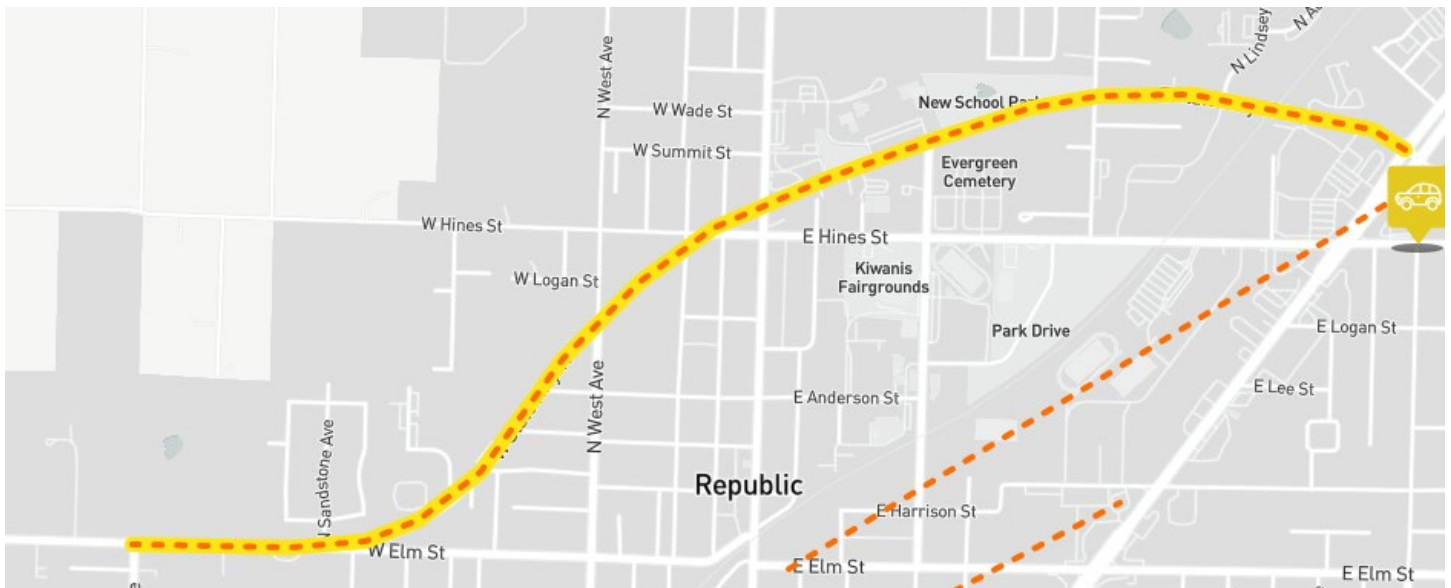 N Lindsey
N West Ave
W Wade St
New School Par
W Summit St
Evergreen
Cemetery
W Hines St
E Hines St
Kiwanis
Fairgrounds
W Logan St
Park Drive
E Logan St
E Lee St
E Anderson St
N West Ave
N Sandstone Ave
Republic
E Harrison St
W Elm St
E Elm St
E Elm St